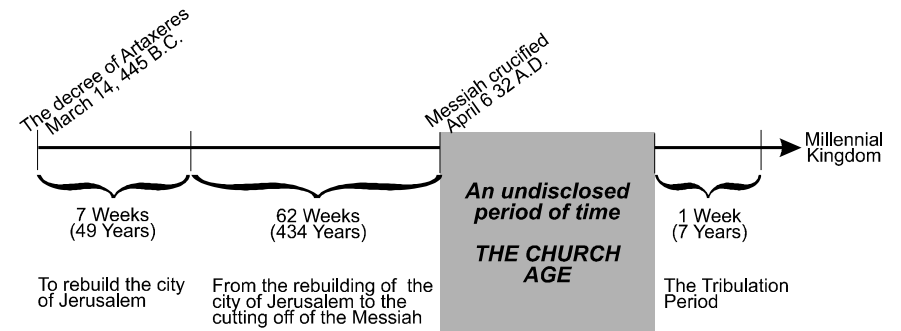 The decree of Artaxeres
March 14, 445 B.C.
Messiah crucified
April 6 32 A.D.
Millennial
Kingdom
7 Weeks
(49 Years)
62 Weeks
(434 Years)
An undisclosed
period of time
THE CHURCH
AGE
1 Week
(7 Years)
To rebuild the city
of Jerusalem
From the rebuilding of the
city of Jerusalem to the
cutting off of the Messiah
The Tribulation
Period